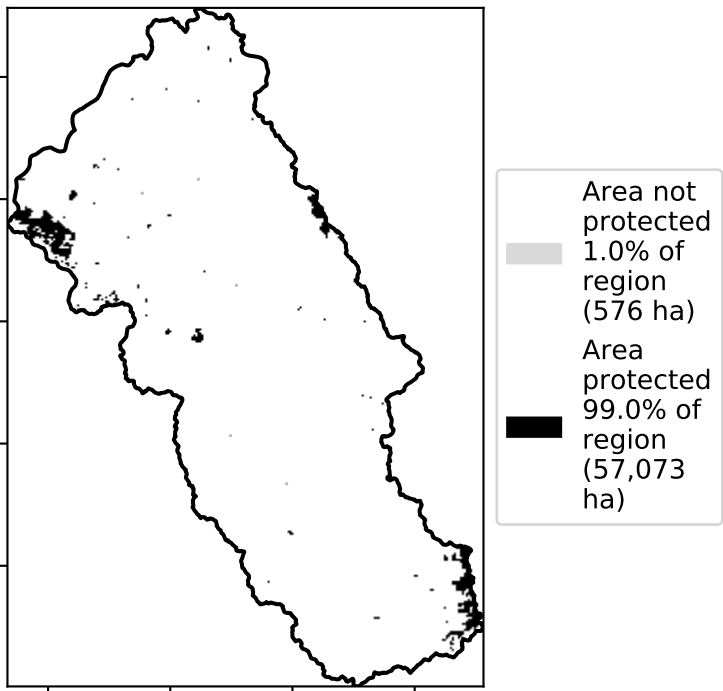 Area not
protected
1.0% of
region
(576 ha)
Area
protected
99.0% of
region
(57,073
ha)